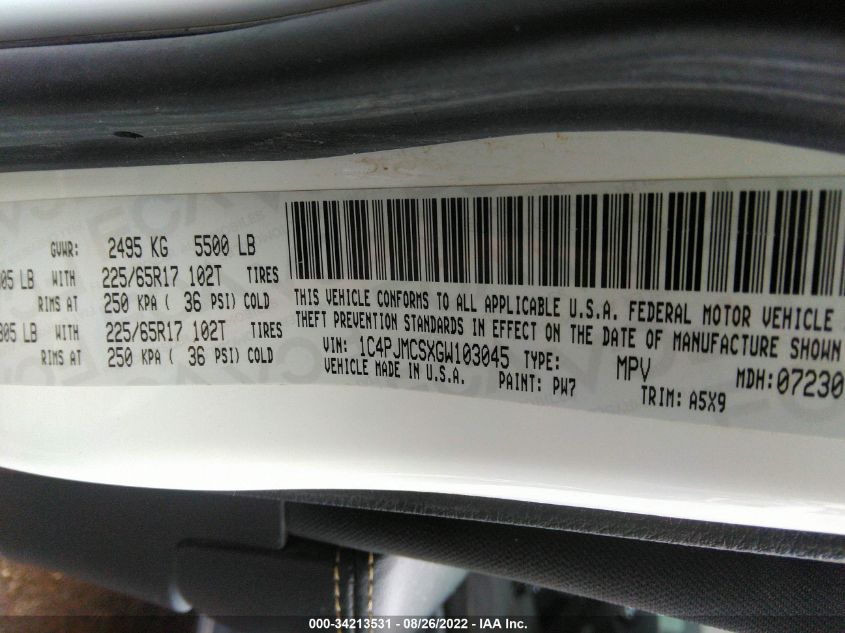 GVWR: 2495 KG 5500 LB
05 LB WITH 225/65R17 102T TIRES
RIMS AT 250 KPA ( 36 PSI) COLD
305 LB WITH 225/65R17 102T TIRES
RIMS AT 250 KPA ( 36 PSI) COLD
THIS VEHICLE CONFORMS TO ALL APPLICABLE U.S.A. FEDERAL MOTOR VEHICLE
THEFT PREVENTION STANDARDS IN EFFECT ON THE DATE OF MANUFACTURE SHOWN
VIN: 1C4PJMCSXGW103045 TYPE: MPV MDH: 07230
VEHICLE MADE IN U.S.A. PAINT: PW7 TRIM: A5X9
000-34213531 - 08/26/2022 - IAA Inc.